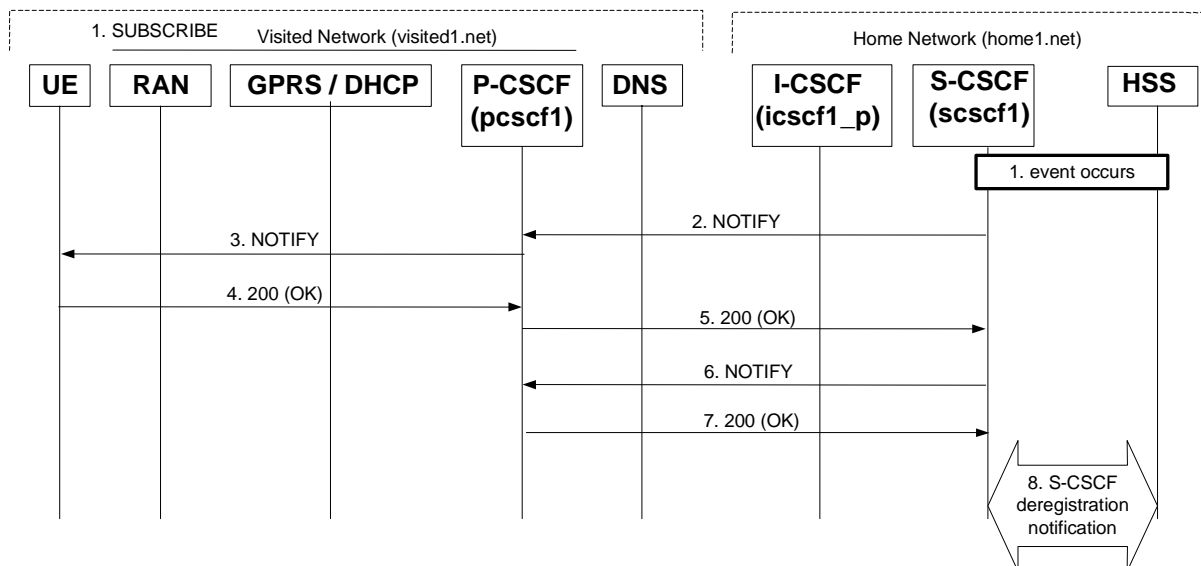 1. SUBSCRIBE
Visited Network (visited1.net)
Home Network (home1.net)
UE
RAN
GPRS / DHCP
P-CSCF
(pcscf1)
DNS
I-CSCF
(icscf1_p)
S-CSCF
(scscf1)
HSS
1. event occurs
2. NOTIFY
3. NOTIFY
4. 200 (OK)
5. 200 (OK)
6. NOTIFY
7. 200 (OK)
8. S-CSCF
deregistration
notification